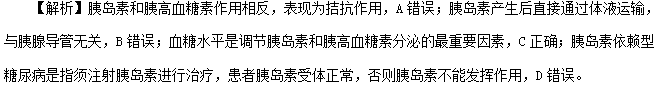 【解析】胰岛素和胰高血糖素作用相反，表现为拮抗作用，A 错误；胰岛素产生后直接通过体液运输，
与胰腺导管无关，B 错误；血糖水平是调节胰岛素和胰高血糖素分泌的最重要因素，C 正确；胰岛素依赖型
糖尿病是指须注射胰岛素进行治疗，患者胰岛素受体正常，否则胰岛素不能发挥作用，D 错误。